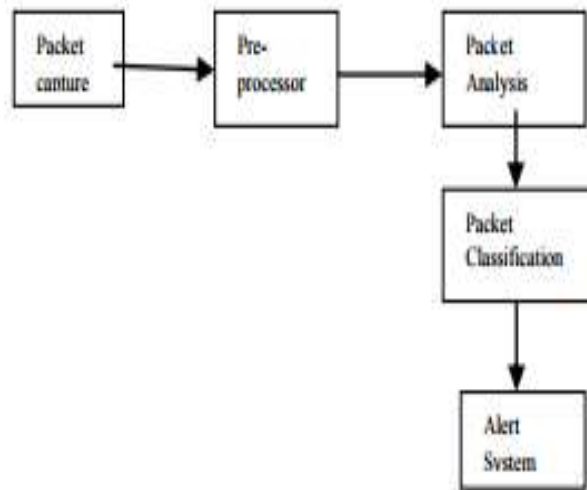 Packet
capture
Pre-
processor
Packet
Analysis
Packet
Classification
Alert
System